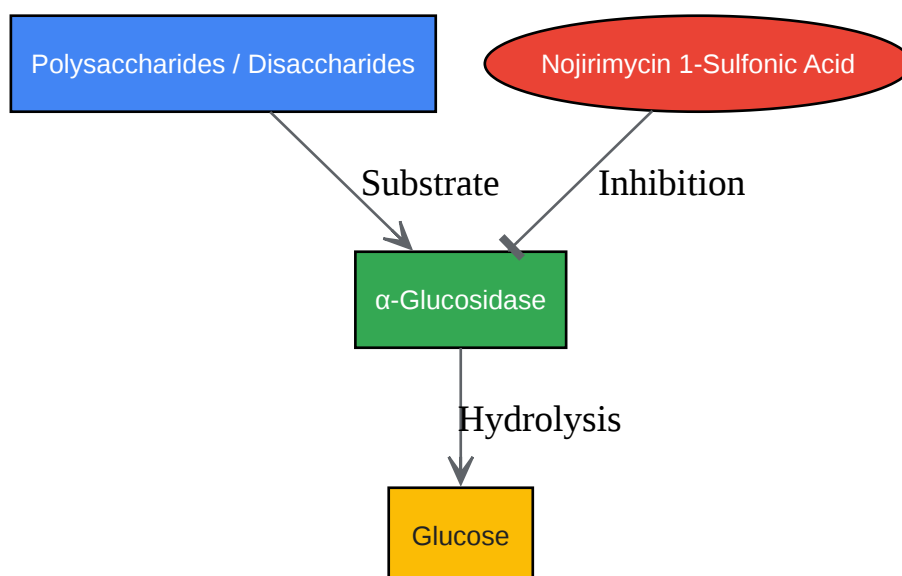 Polysaccharides / Disaccharides
Nojirimycin 1-Sulfonic Acid
Substrate
Inhibition
α-Glucosidase
Hydrolysis
Glucose